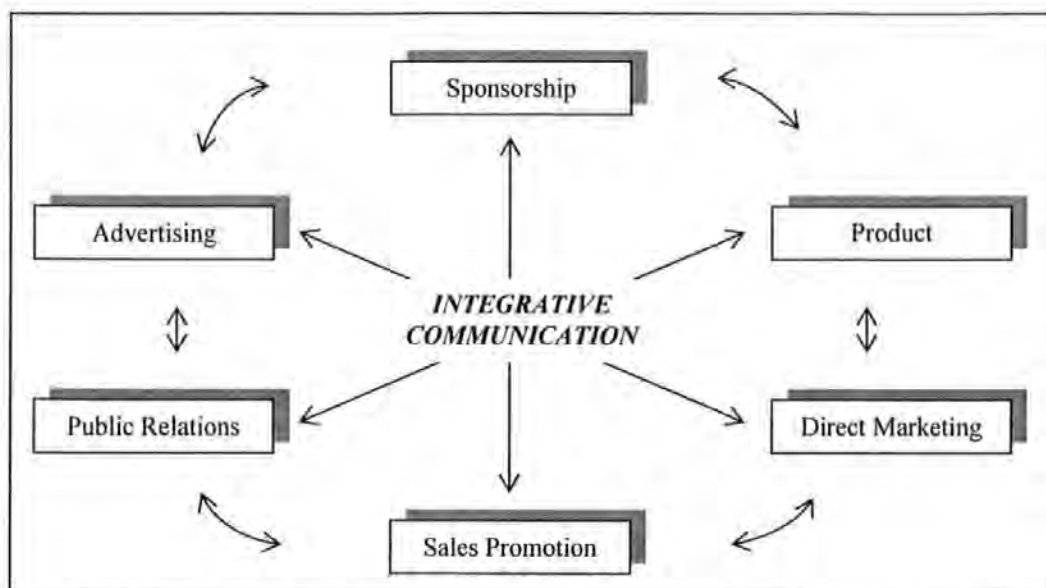 Sponsorship
Advertising
Product
INTEGRATIVE
COMMUNICATION
Public Relations
Direct Marketing
Sales Promotion